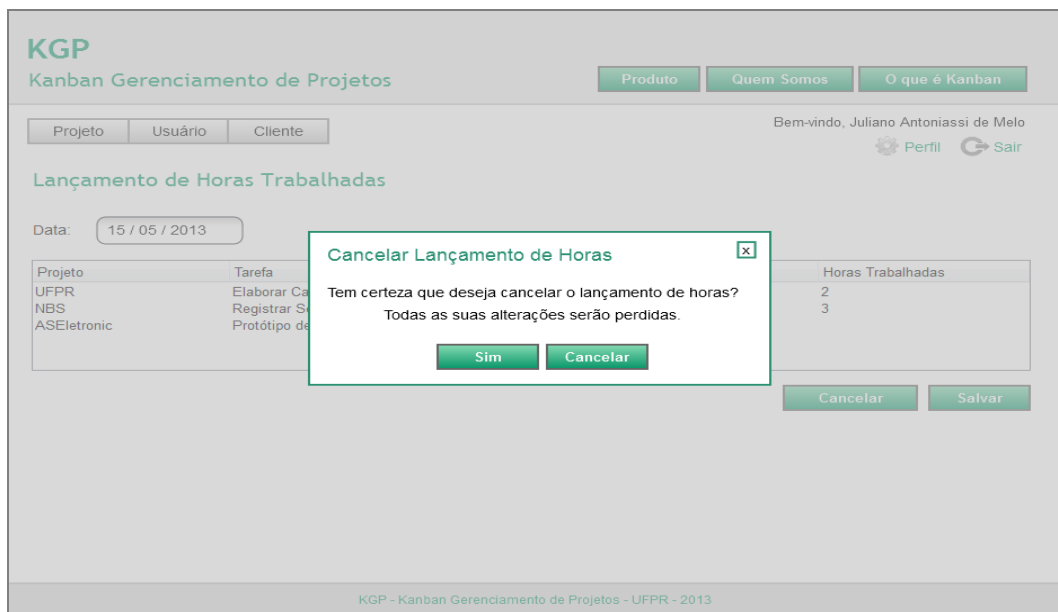 KGP
Kanban Gerenciamento de Projetos
Produto Quem Somos O que é Kanban
Projeto Usuário Cliente
Bem-vindo, Juliano Antoniassi de Melo
Perfil Sair
Lançamento de Horas Trabalhadas
Data: 15 / 05 / 2013
Cancelar Lançamento de Horas x
Tem certeza que deseja cancelar o lançamento de horas?
Todas as suas alterações serão perdidas.
Sim Cancelar
Projeto Tarefa Horas Trabalhadas
UFPR Elaborar 2
NBS Registrar 3
ASEletronic Protótipo
Cancelar Salvar
KGP - Kanban Gerenciamento de Projetos - UFPR - 2013